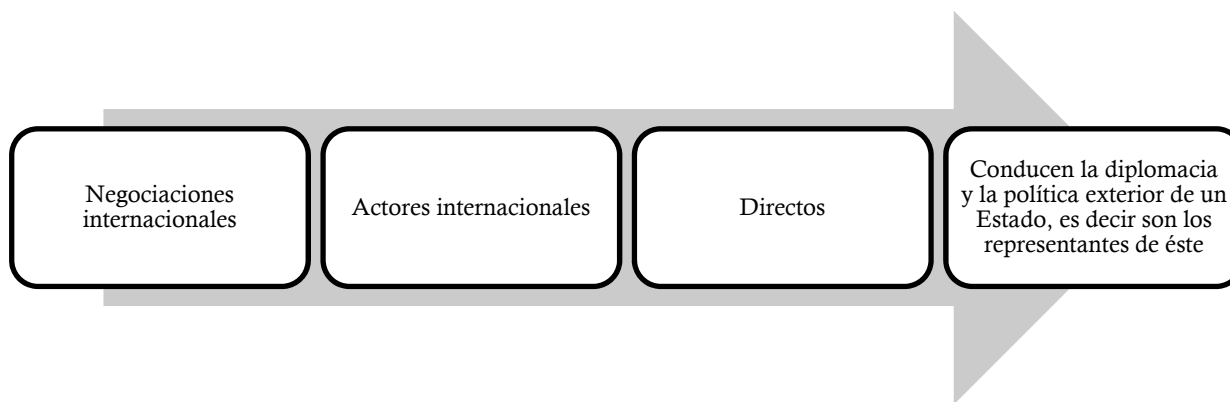 Negociaciones
internacionales
Actores internacionales
Directos
Conducen la diplomacia
y la política exterior de un
Estado, es decir son los
representantes de éste